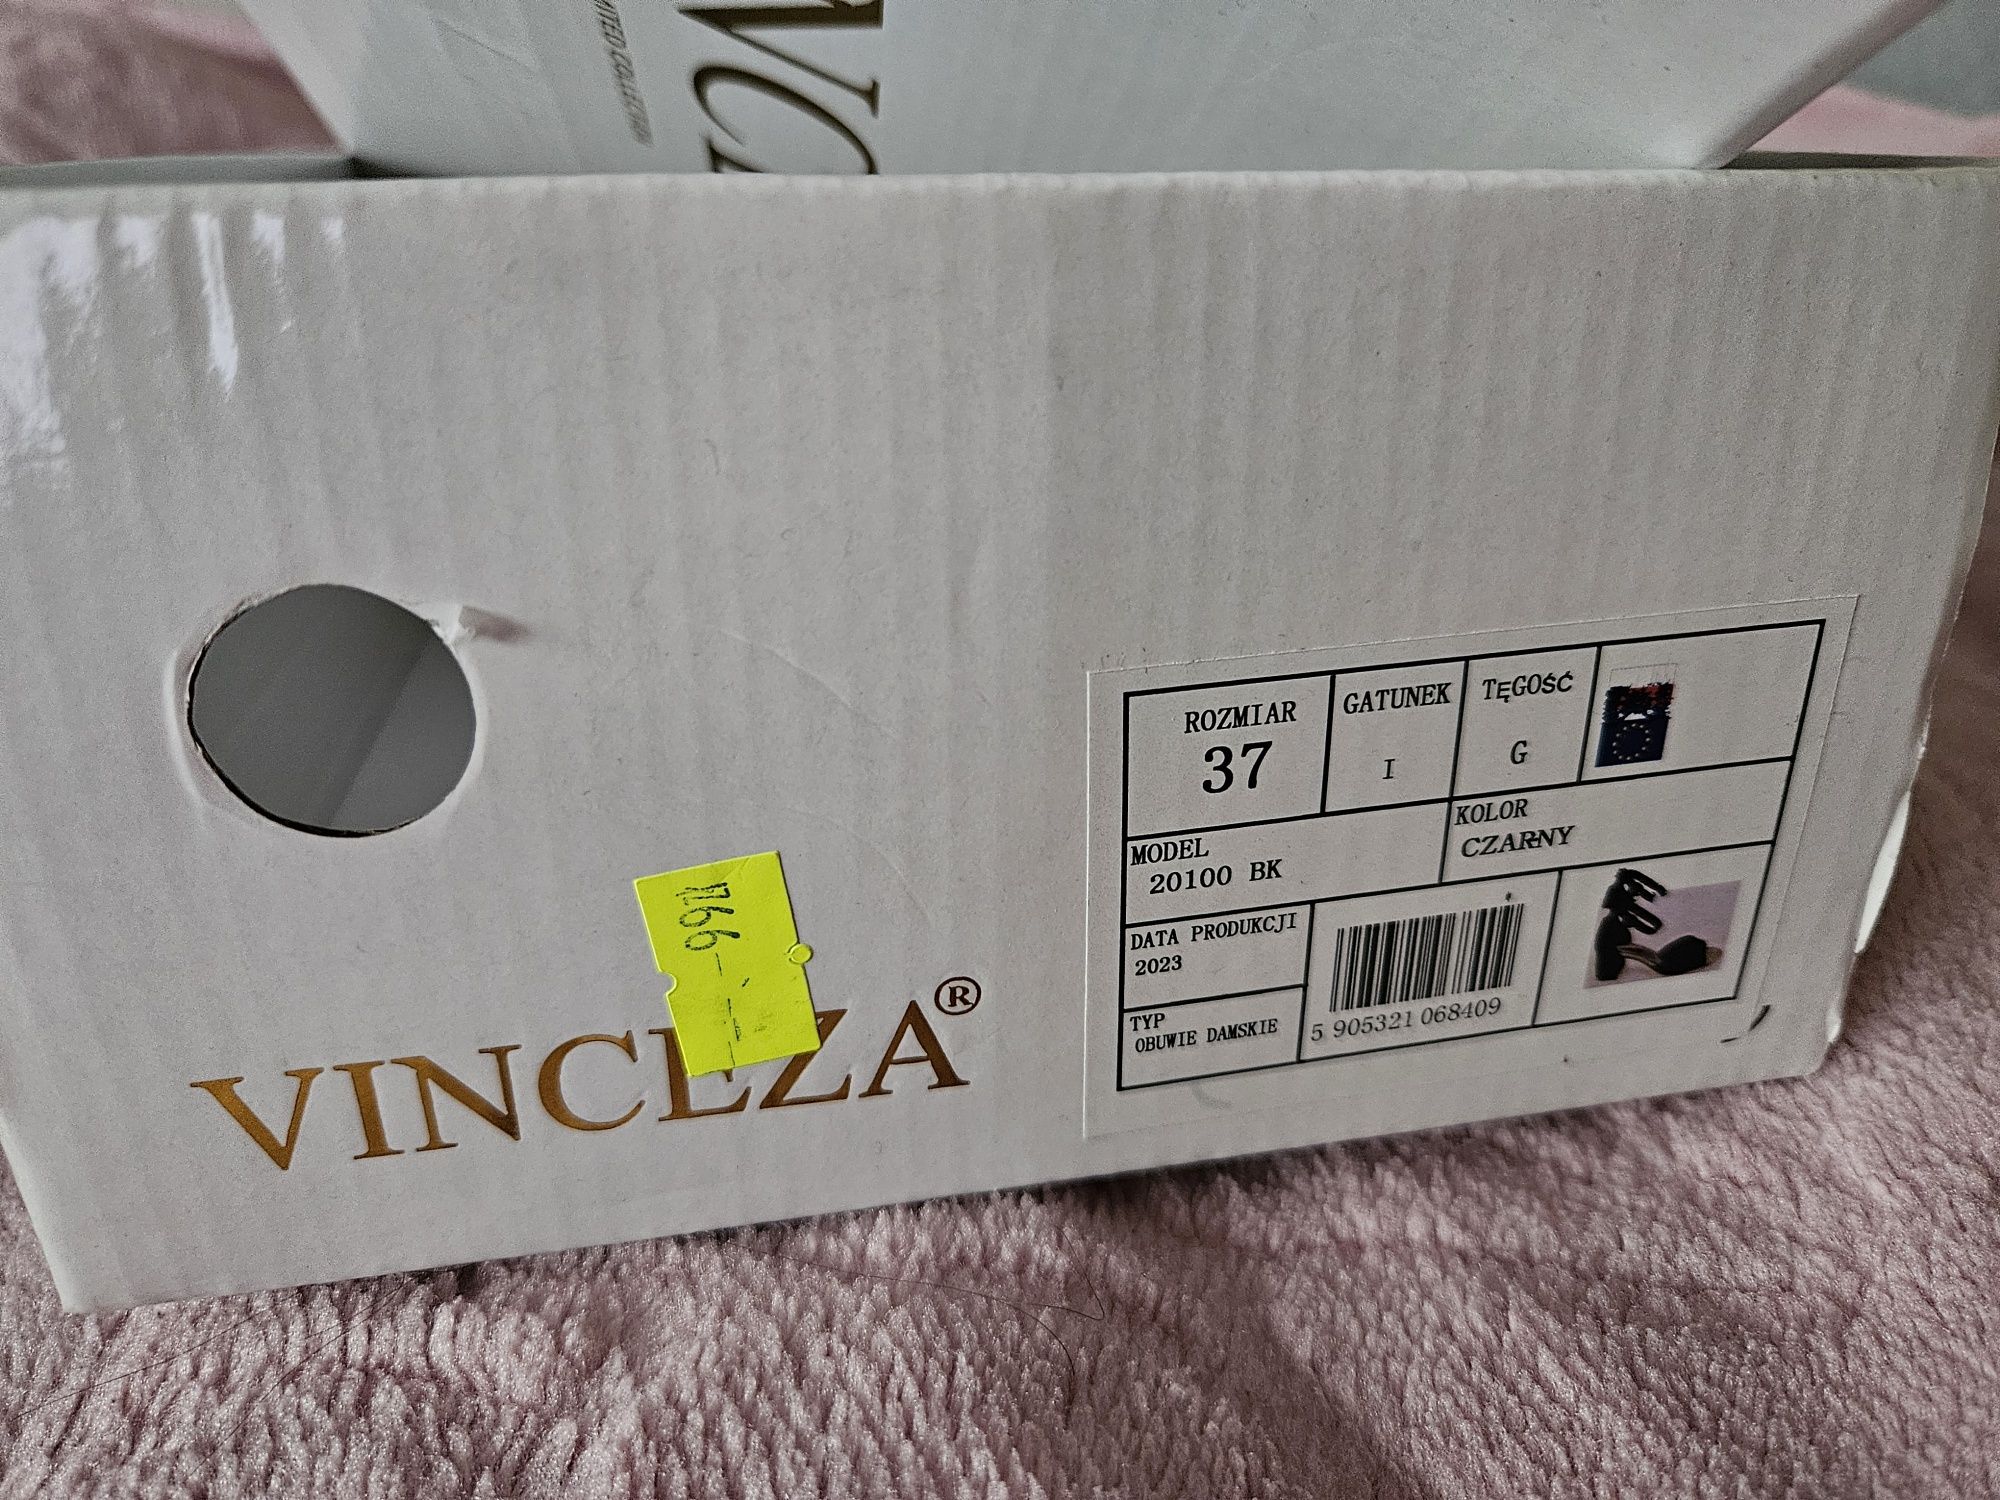 COLLECTION
VINCEZA®
ROZMIAR
37
GATUNEK
I
TĘGOŚĆ
G
MODEL
20100 BK
KOLOR
CZARNY
DATA PRODUKCJI
2023
TYP
OBUWIE DAMSKIE
5 905321 068409